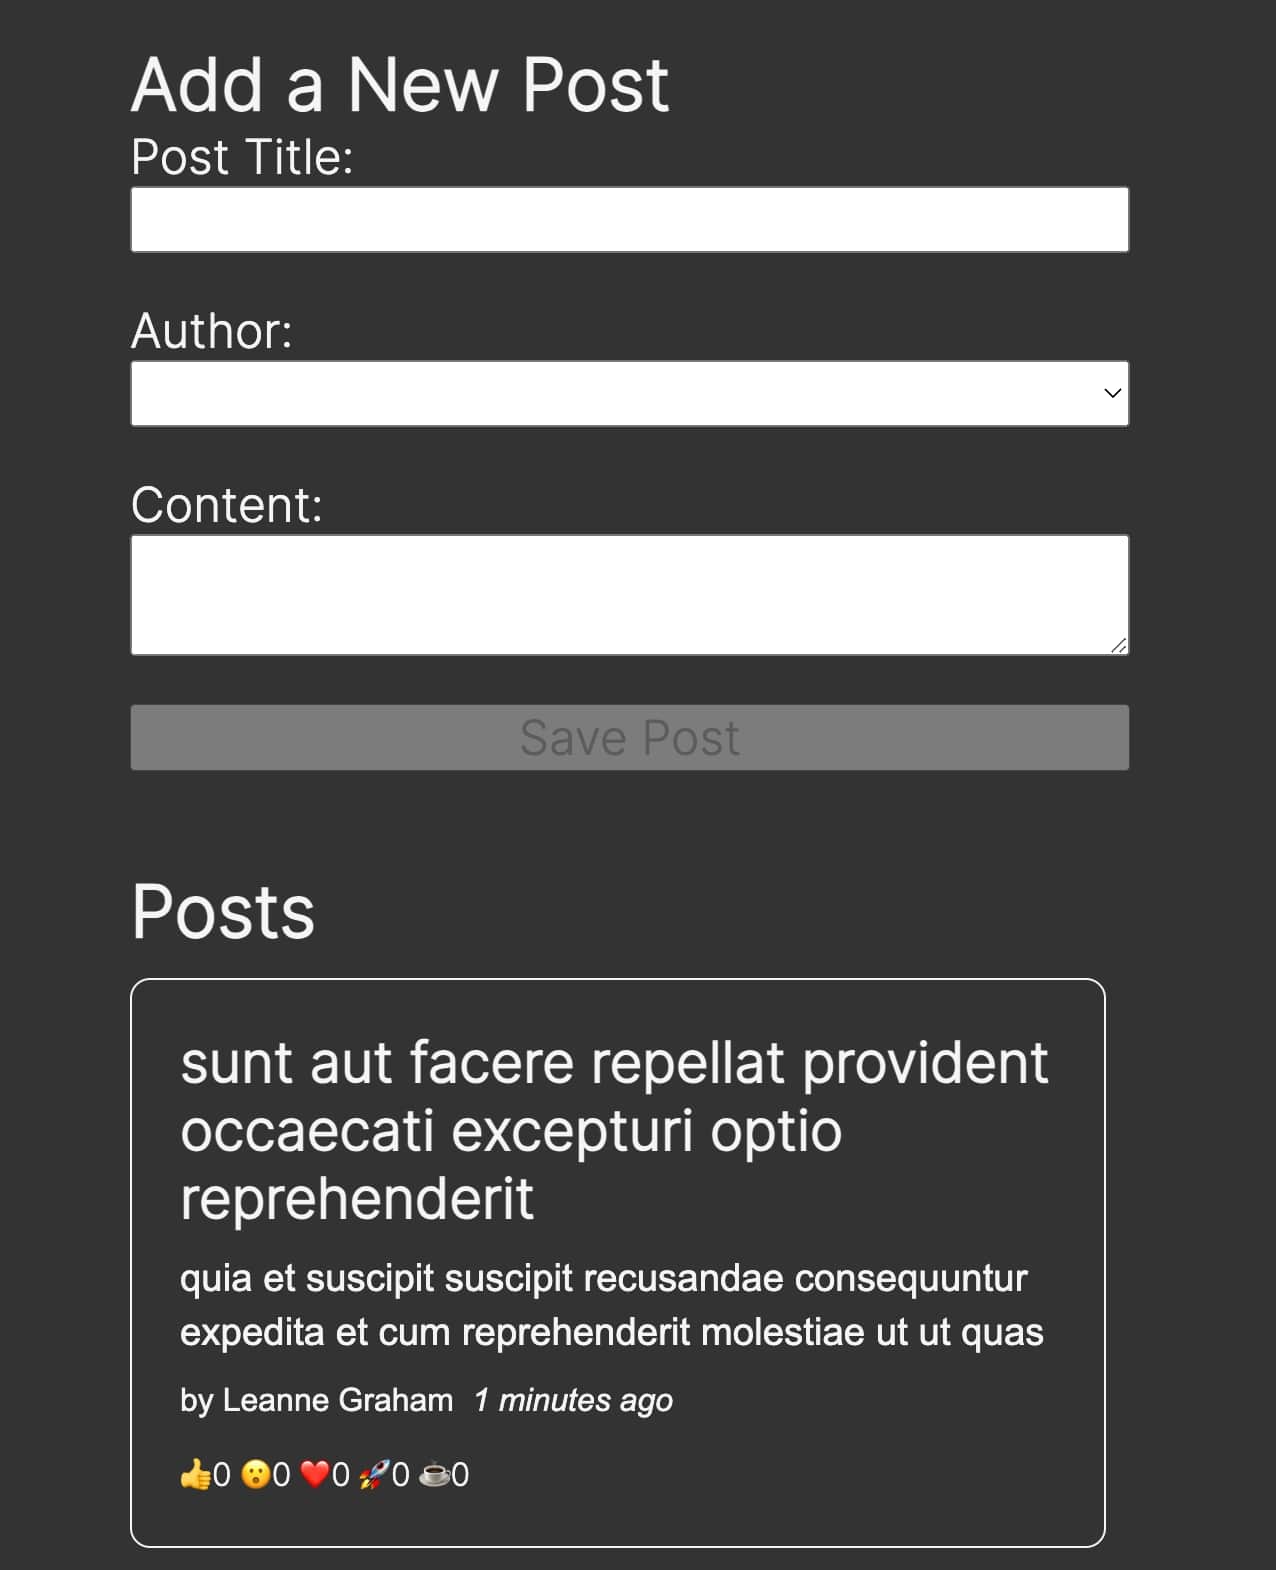 Add a New Post
Post Title:
Author:
Content:
Save Post
Posts
sunt aut facere repellat provident
occaecati excepturi optio
reprehenderit
quia et suscipit suscipit recusandae consequuntur
expedita et cum reprehenderit molestiae ut ut quas
by Leanne Graham 1 minutes ago
👍0 😮0 ❤️0 🚀0 ☕0